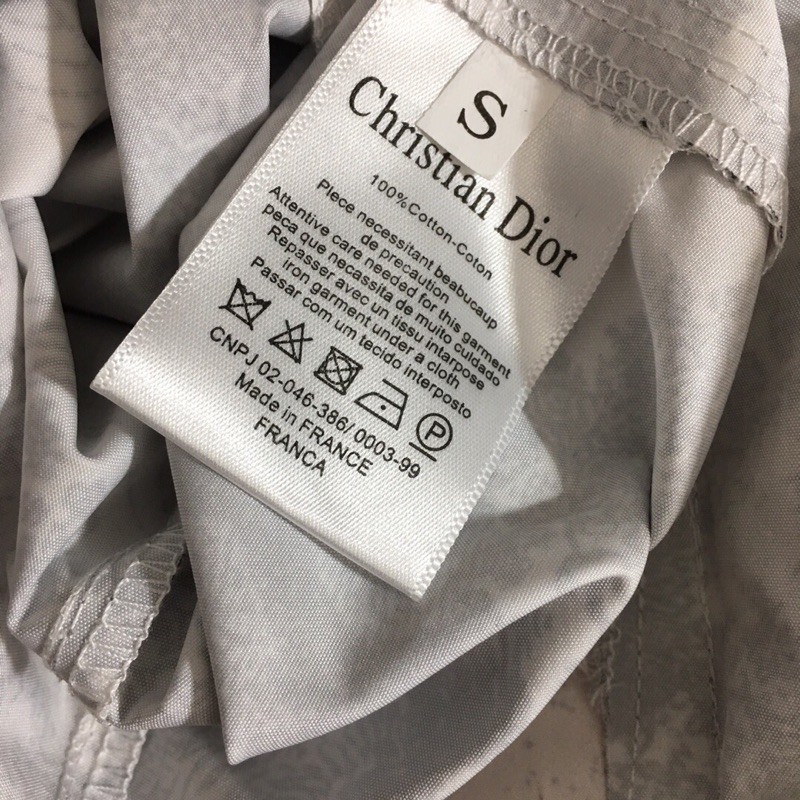 S
Christian Dior
100% Cotton-Coton
Piece necessitant beabucaup
de precaution
Attentive care needed for this garment
peca que necassita de muito cuidado
Repasser avec un tissu intarpose
iron garment under a cloth
Passar com um tecido interposto
P
CNPJ 02-046-386/0003-99
Made in FRANCE
FRANCA